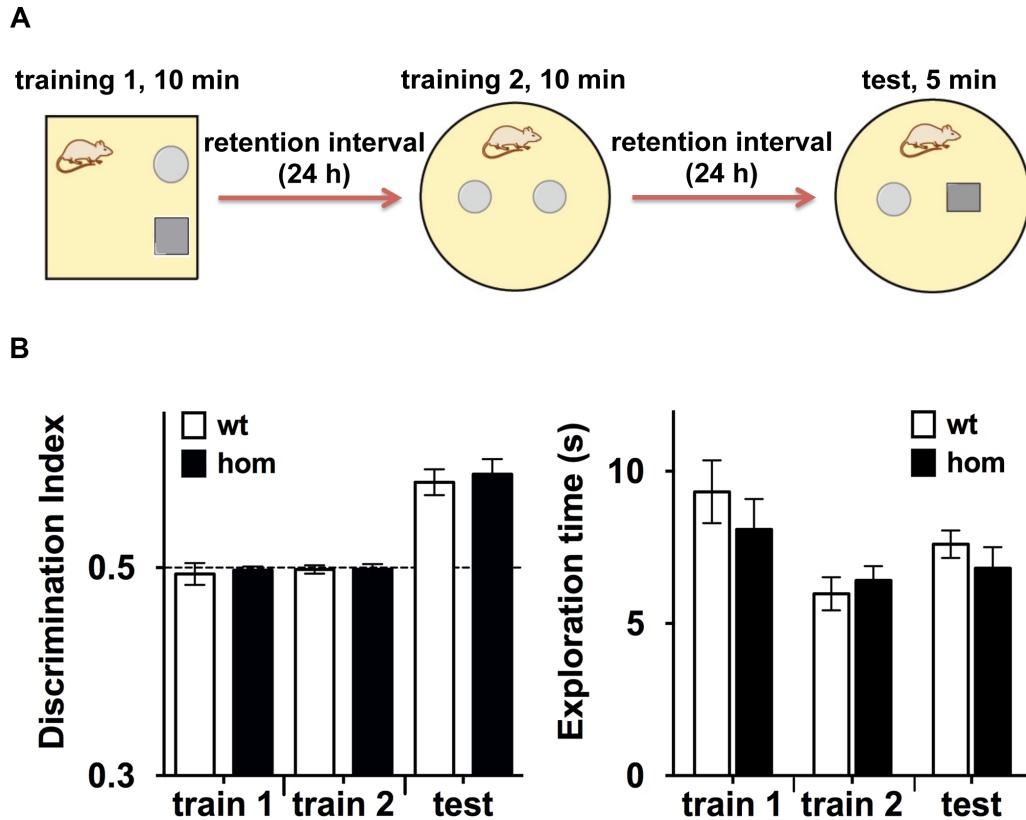 A
training 1, 10 min
training 2, 10 min
test, 5 min
retention interval
(24 h)
retention interval
(24 h)
B
Discrimination Index
wt
hom
0.5
0.3
train 1
train 2
test
Exploration time (s)
wt
hom
10
5
0
train 1
train 2
test